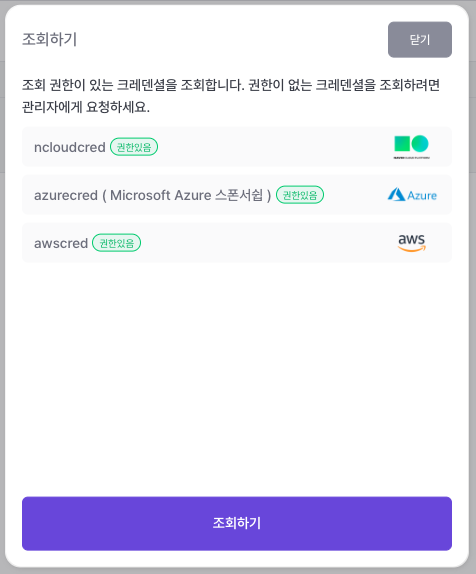 조회하기
닫기
조회 권한이 있는 크레덴셜을 조회합니다. 권한이 없는 크레덴셜을 조회하려면
관리자에게 요청하세요.
ncloudcred 권한있음
NAVER CLOUD PLATFORM
azurecred ( Microsoft Azure 스폰서쉽 ) 권한있음
Azure
awscred 권한있음
aws
조회하기